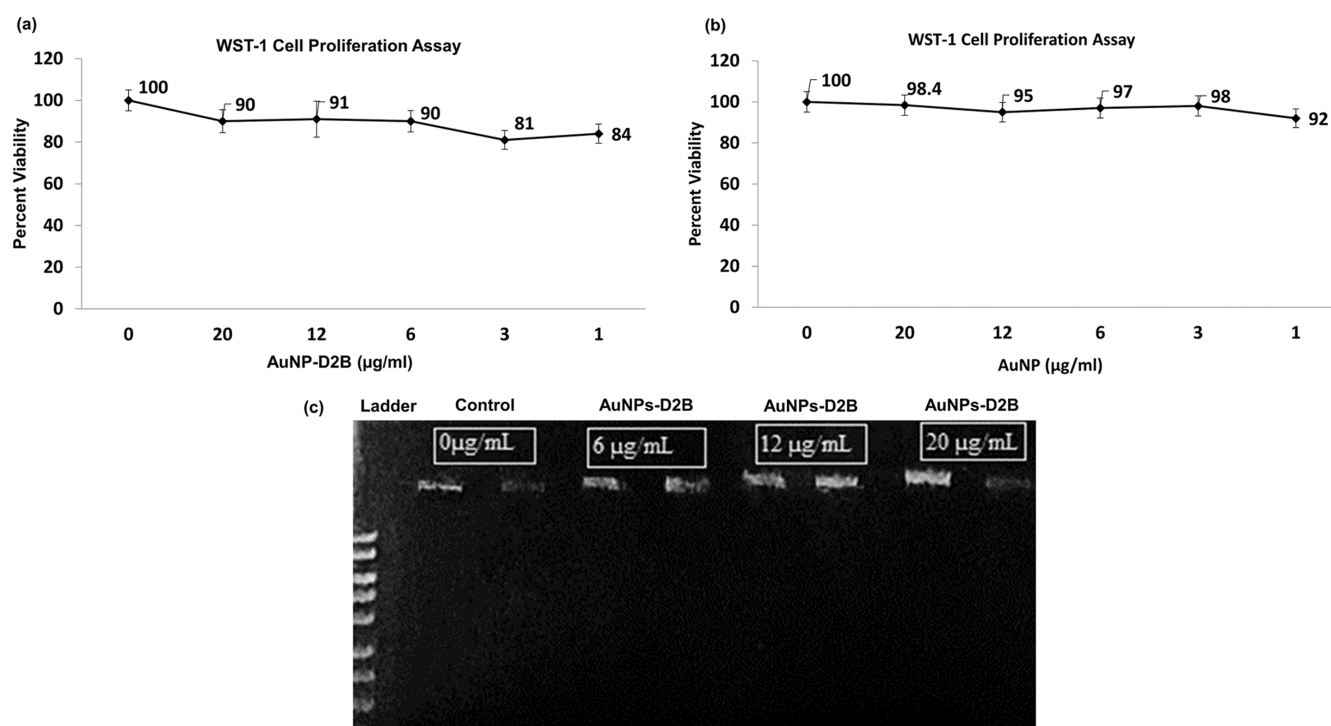 (a)
WST-1 Cell Proliferation Assay
Percent Viability
120
100
80
60
40
20
0
100
90
91
90
81
84
0 20 12 6 3 1
AuNP-D2B (µg/ml)
(b)
WST-1 Cell Proliferation Assay
Percent Viability
120
100
80
60
40
20
0
100
98.4
95
97
98
92
0 20 12 6 3 1
AuNP (µg/ml)
(c)
Ladder Control AuNPs-D2B AuNPs-D2B AuNPs-D2B
0µg/mL 6 µg/mL 12 µg/mL 20 µg/mL